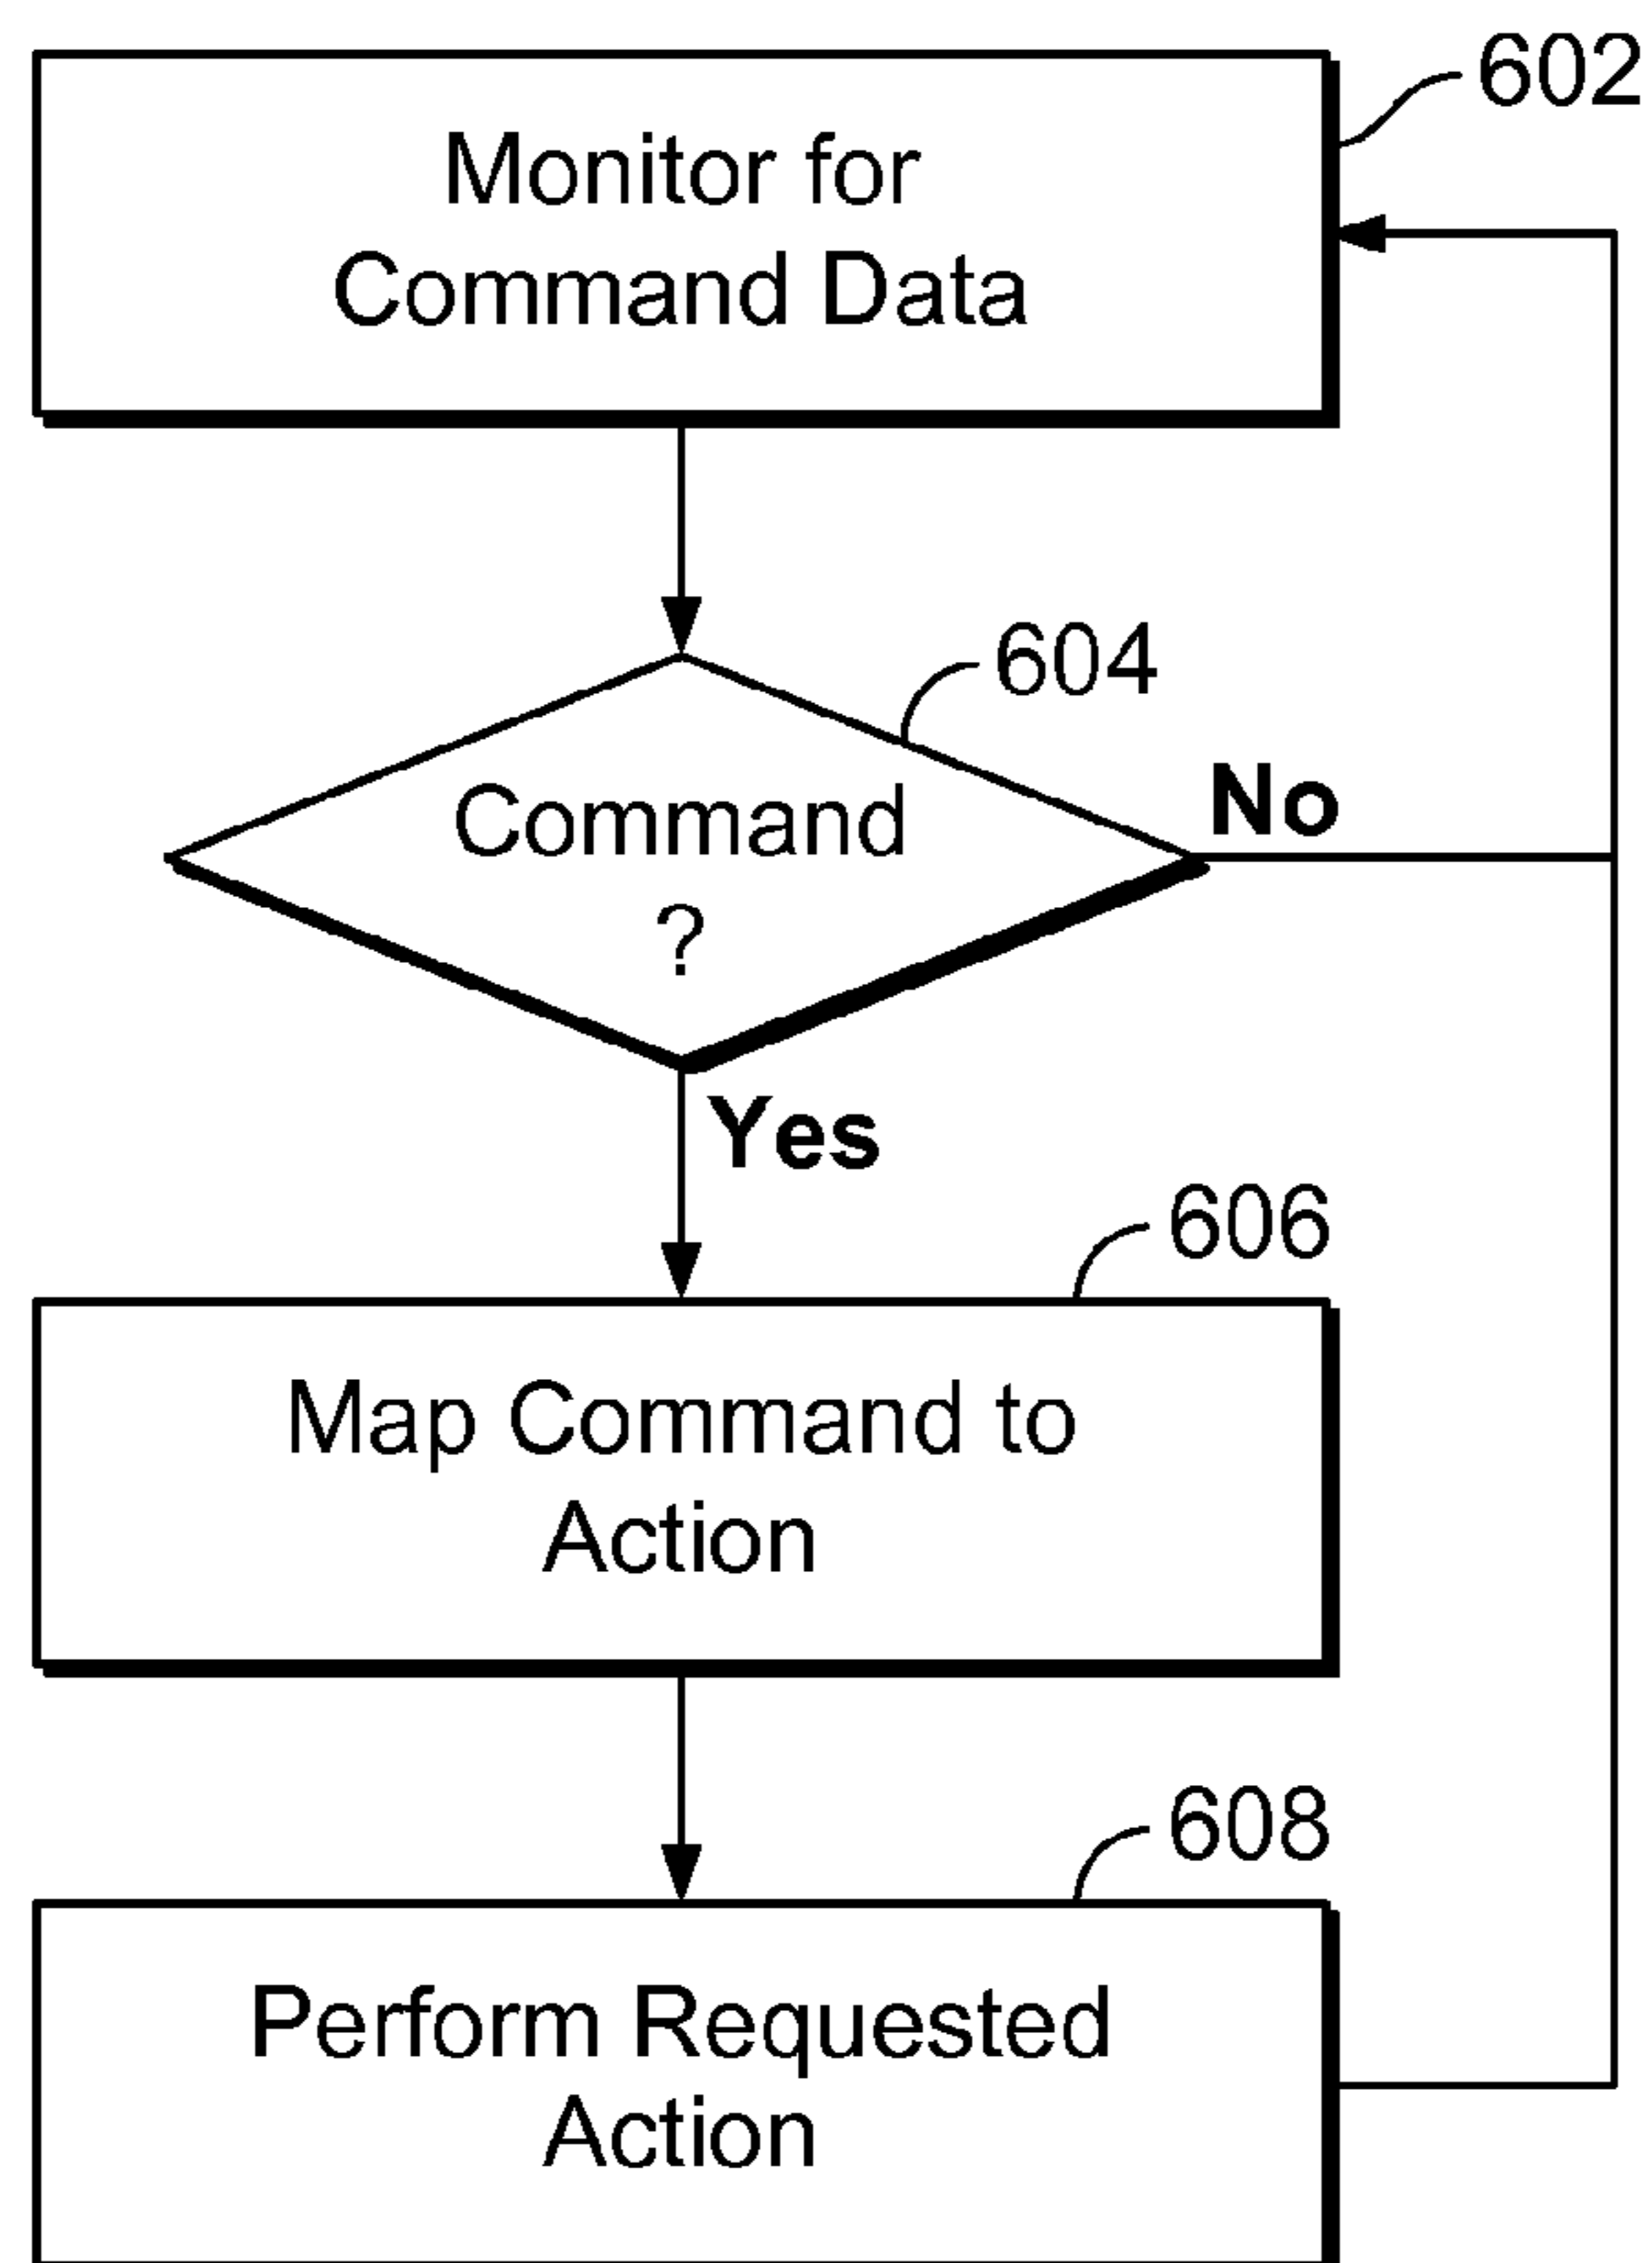 602
Monitor for
Command Data
604
Command
?
No
Yes
606
Map Command to
Action
608
Perform Requested
Action